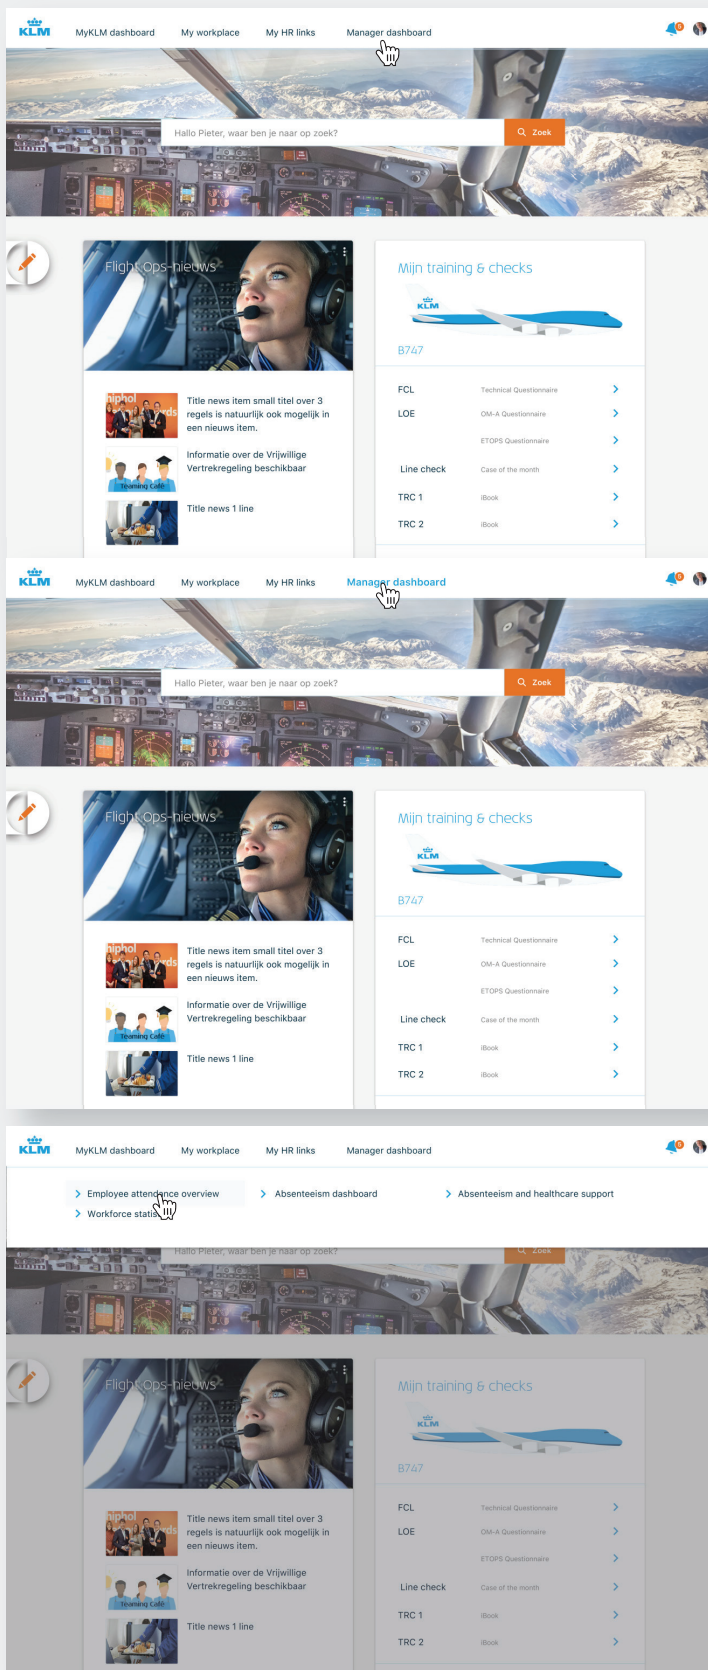 KLM
MyKLM dashboard My workplace My HR links Manager dashboard 5
Hallo Pieter, waar ben je naar op zoek? Zoek
Flight Ops-nieuws
Title news item small titel over 3
regels is natuurlijk ook mogelijk in
een nieuws item.
Informatie over de Vrijwillige
Vertrekregeling beschikbaar
Teaming Café
Title news 1 line
Mijn training & checks
KLM
B747
FCL Technical Questionnaire
LOE OM-A Questionnaire
ETOPS Questionnaire
Line check Case of the month
TRC 1 iBook
TRC 2 iBook
KLM
MyKLM dashboard My workplace My HR links Manager dashboard 5
Hallo Pieter, waar ben je naar op zoek? Zoek
Flight Ops-nieuws
Title news item small titel over 3
regels is natuurlijk ook mogelijk in
een nieuws item.
Informatie over de Vrijwillige
Vertrekregeling beschikbaar
Teaming Café
Title news 1 line
Mijn training & checks
KLM
B747
FCL Technical Questionnaire
LOE OM-A Questionnaire
ETOPS Questionnaire
Line check Case of the month
TRC 1 iBook
TRC 2 iBook
KLM
MyKLM dashboard My workplace My HR links Manager dashboard 5
Employee attendance overview Absenteeism dashboard Absenteeism and healthcare support
Workforce statis
Hallo Pieter, waar ben je naar op zoek? Zoek
Flight Ops-nieuws
Title news item small titel over 3
regels is natuurlijk ook mogelijk in
een nieuws item.
Informatie over de Vrijwillige
Vertrekregeling beschikbaar
Teaming Café
Title news 1 line
Mijn training & checks
KLM
B747
FCL Technical Questionnaire
LOE OM-A Questionnaire
ETOPS Questionnaire
Line check Case of the month
TRC 1 iBook
TRC 2 iBook